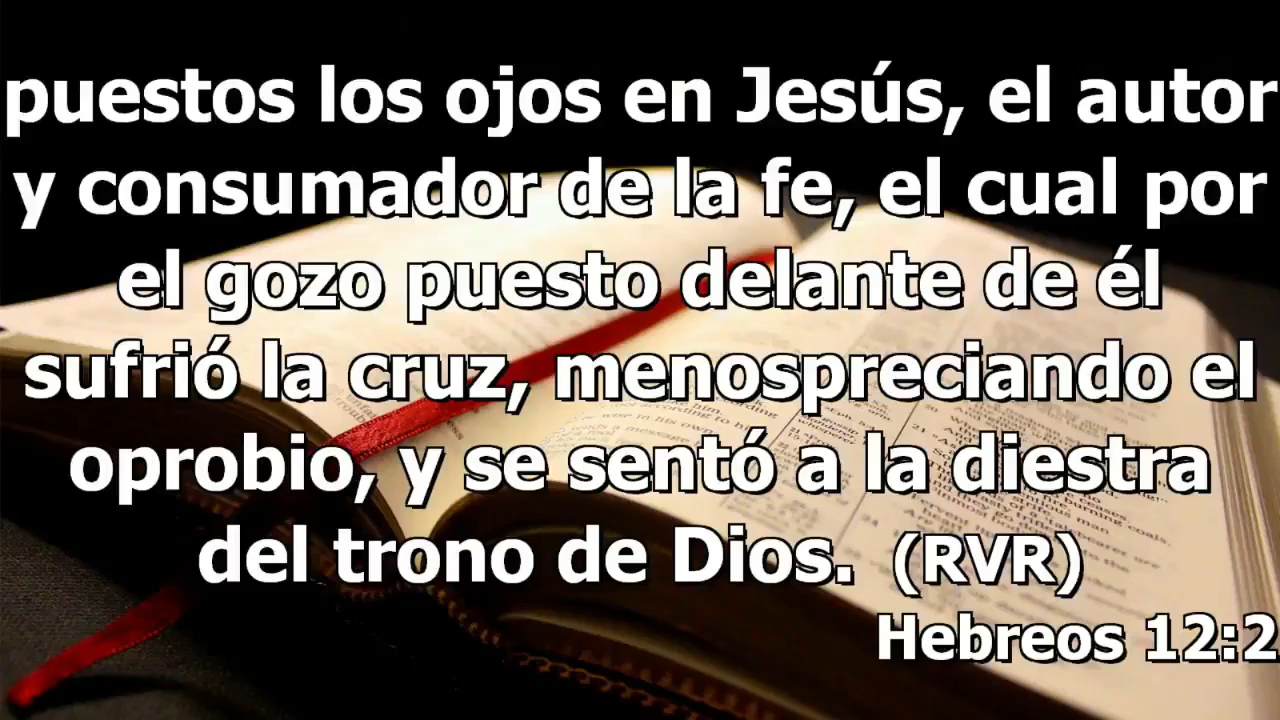 puestos los ojos en Jesús, el autor
y consumador de la fe, el cual por
el gozo puesto delante de él
sufrió la cruz, menospreciando el
oprobio, y se sentó a la diestra
del trono de Dios. (RVR)
Hebreos 12:2